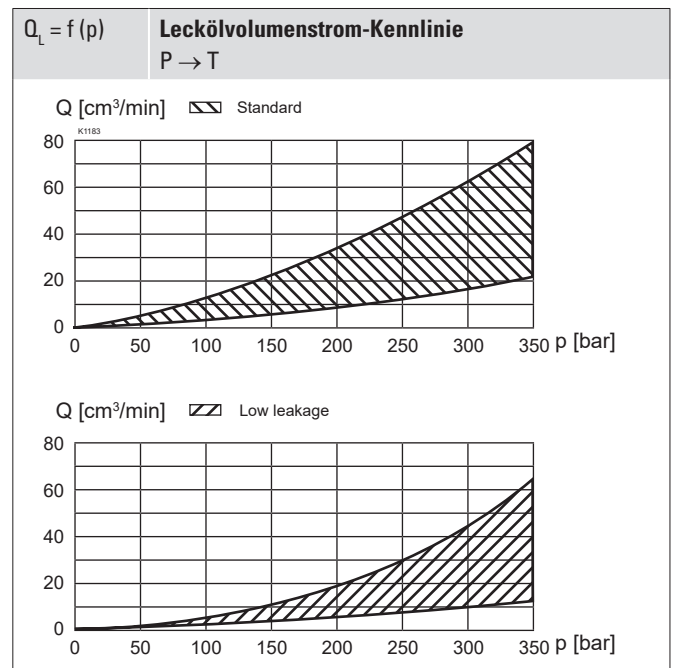 Q_L = f (p) Leckölvolumenstrom-Kennlinie
P → T
Q [cm³/min] Standard
K1183
80
60
40
20
0
0 50 100 150 200 250 300 350 p [bar]
Q [cm³/min] Low leakage
80
60
40
20
0
0 50 100 150 200 250 300 350 p [bar]